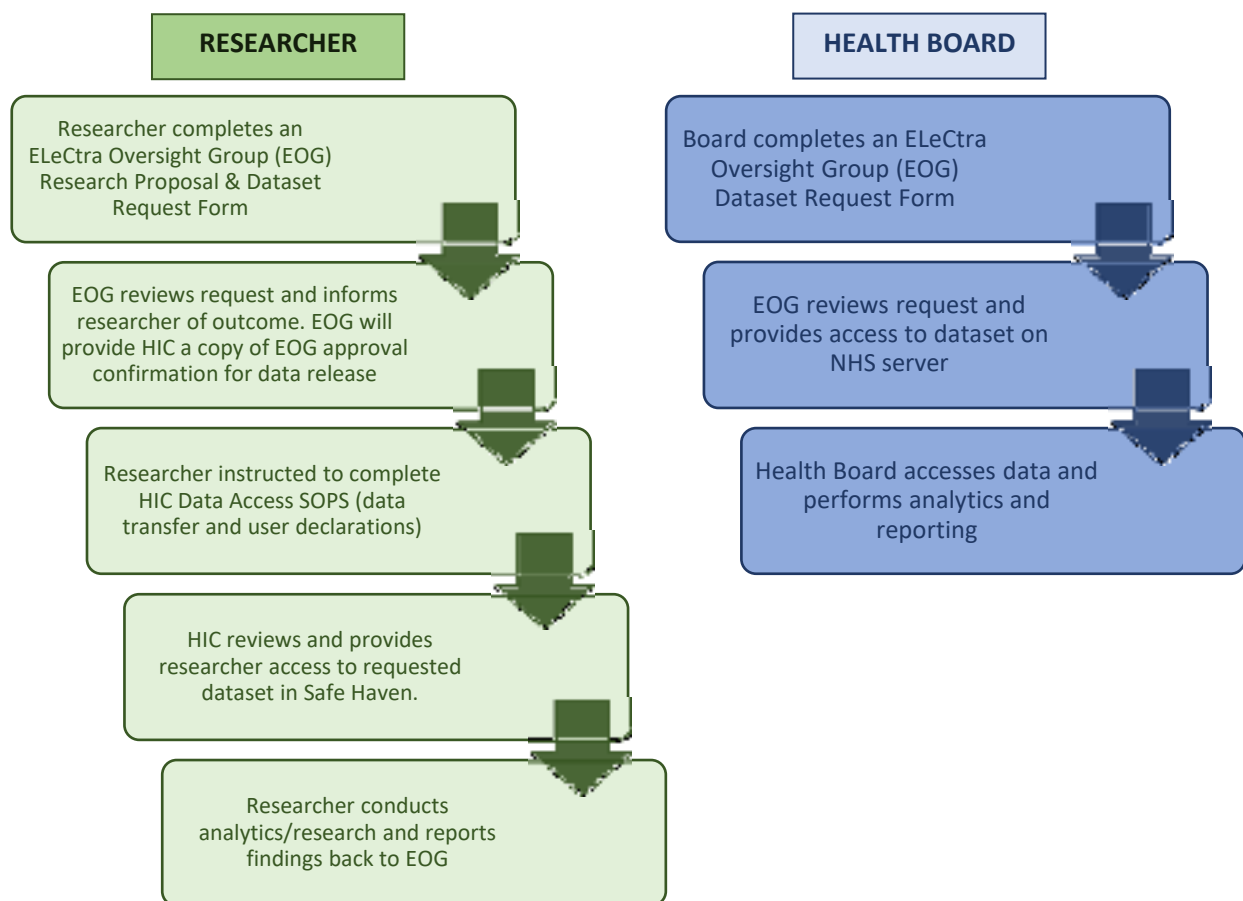 RESEARCHER
Researcher completes an
ELeCtra Oversight Group (EOG)
Research Proposal & Dataset
Request Form
EOG reviews request and informs
researcher of outcome. EOG will
provide HIC a copy of EOG approval
confirmation for data release
Researcher instructed to complete
HIC Data Access SOPS (data
transfer and user declarations)
HIC reviews and provides
researcher access to requested
dataset in Safe Haven.
Researcher conducts
analytics/research and reports
findings back to EOG
HEALTH BOARD
Board completes an ELeCtra
Oversight Group (EOG)
Dataset Request Form
EOG reviews request and
provides access to dataset on
NHS server
Health Board accesses data and
performs analytics and
reporting